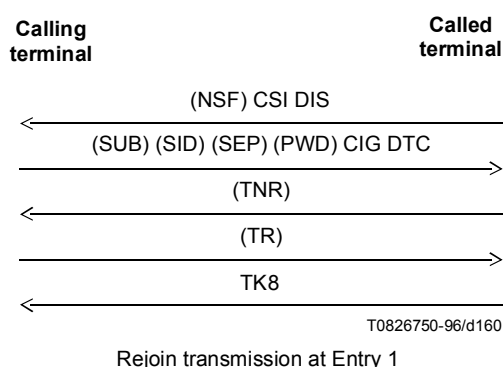 Calling
terminal
Called
terminal
(NSF) CSI DIS
(SUB) (SID) (SEP) (PWD) CIG DTC
(TNR)
(TR)
TK8
T0826750-96/d160
Rejoin transmission at Entry 1